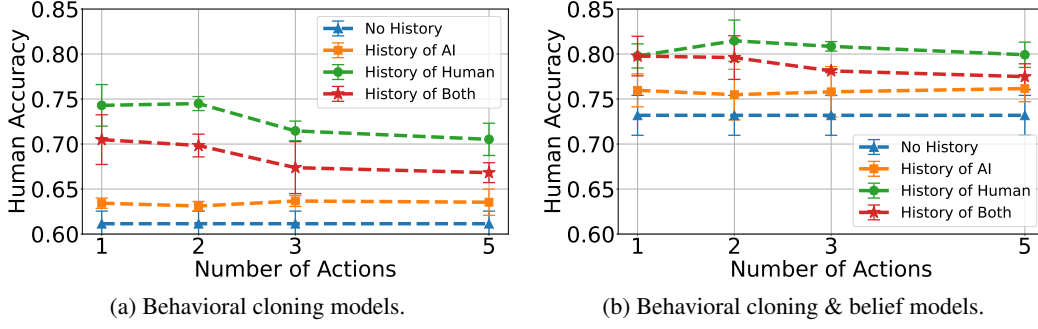 0.85
0.80
0.75
0.70
0.65
0.60
Human Accuracy
No History
History of AI
History of Human
History of Both
1 2 3 5
Number of Actions
(a) Behavioral cloning models.
0.85
0.80
0.75
0.70
0.65
0.60
Human Accuracy
No History
History of AI
History of Human
History of Both
1 2 3 5
Number of Actions
(b) Behavioral cloning & belief models.